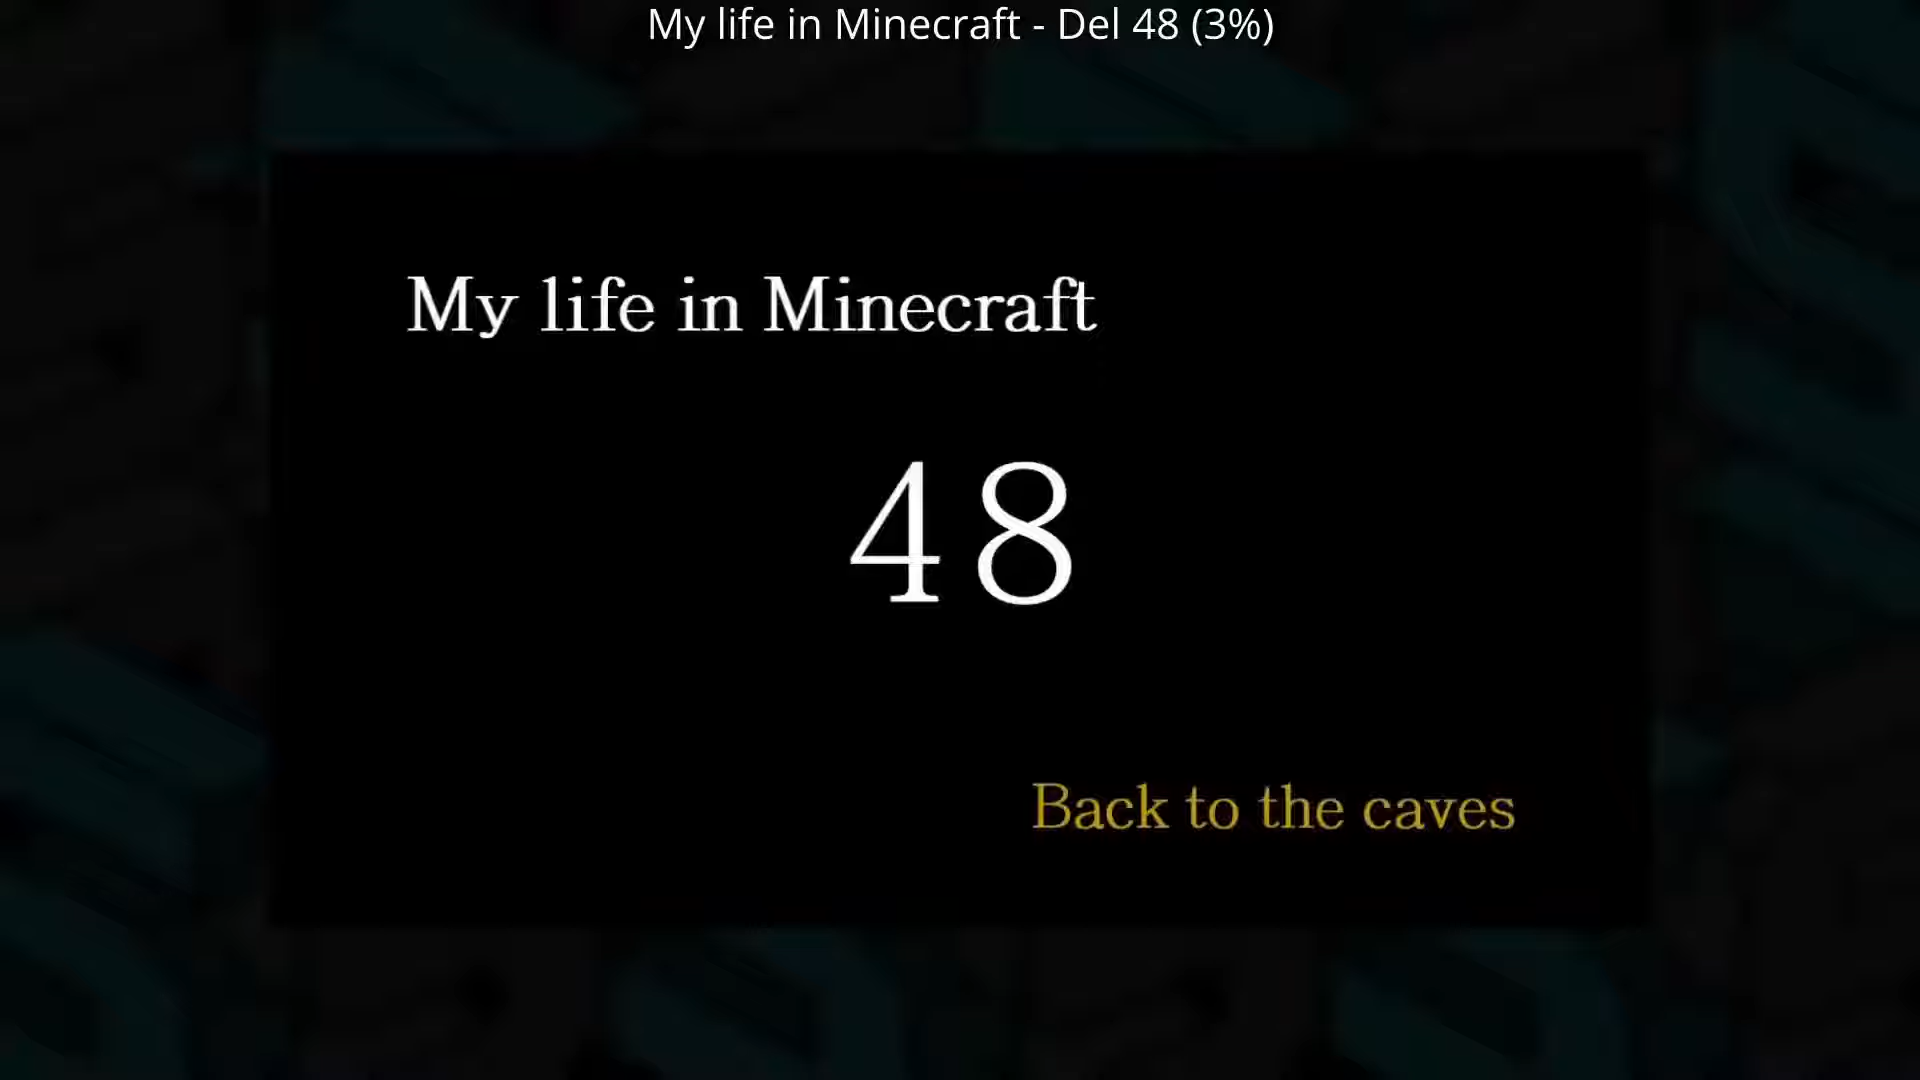 My life in Minecraft - Del 48 (3%)
My life in Minecraft
48
Back to the caves